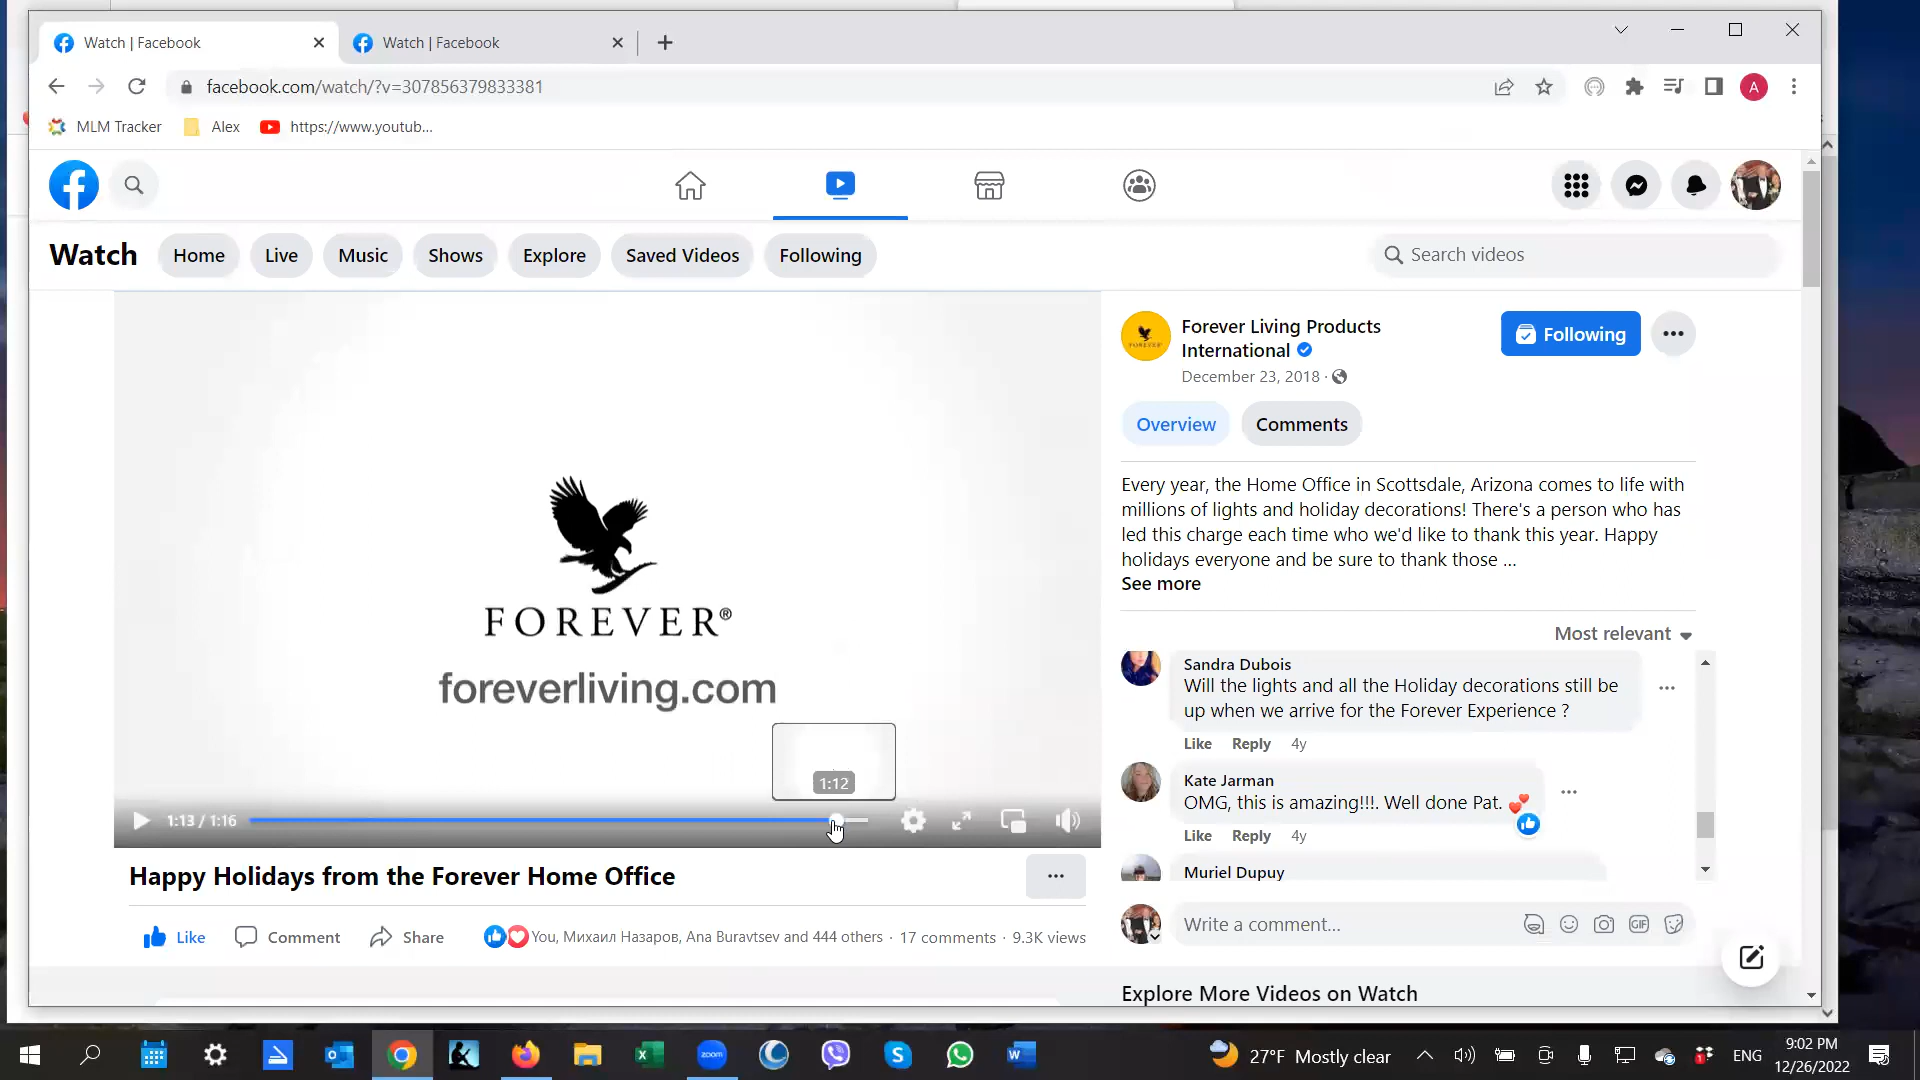 Watch | Facebook
Watch | Facebook
facebook.com/watch/?v=307856379833381
A
MLM Tracker
Alex
https://www.youtub...
Watch
Home
Live
Music
Shows
Explore
Saved Videos
Following
Search videos
FOREVER®
foreverliving.com
1:12
1:13 / 1:16
Happy Holidays from the Forever Home Office
Like
Comment
Share
You, Михаил Назаров, Ana Buravtsev and 444 others · 17 comments · 9.3K views
FOREVER
Forever Living Products
International
December 23, 2018 ·
Following
Overview
Comments
Every year, the Home Office in Scottsdale, Arizona comes to life with
millions of lights and holiday decorations! There's a person who has
led this charge each time who we'd like to thank this year. Happy
holidays everyone and be sure to thank those ...
See more
Most relevant
Sandra Dubois
Will the lights and all the Holiday decorations still be
up when we arrive for the Forever Experience ?
Like Reply 4y
Kate Jarman
OMG, this is amazing!!!. Well done Pat. 💕
Like Reply 4y
Muriel Dupuy
Write a comment...
GIF
Explore More Videos on Watch
zoom
27°F Mostly clear
ENG
9:02 PM
12/26/2022